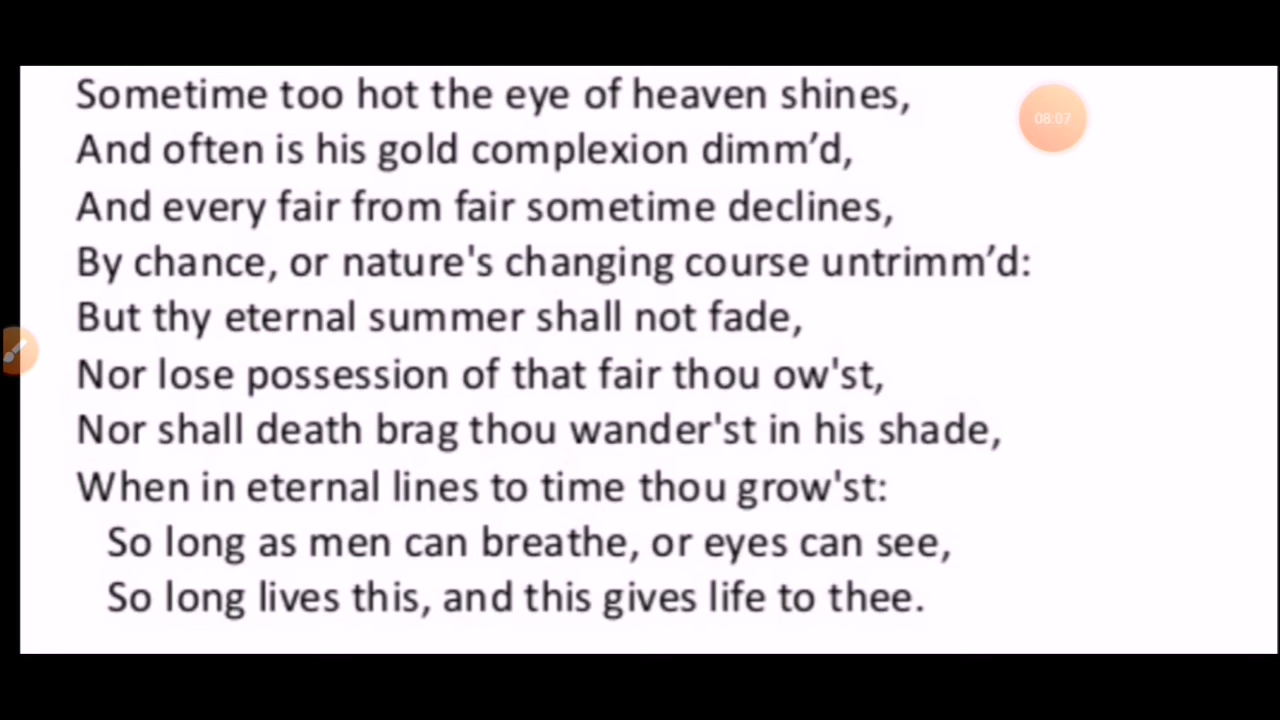 Sometime too hot the eye of heaven shines,
08:07
And often is his gold complexion dimm’d,
And every fair from fair sometime declines,
By chance, or nature's changing course untrimm’d:
But thy eternal summer shall not fade,
Nor lose possession of that fair thou ow'st,
Nor shall death brag thou wander'st in his shade,
When in eternal lines to time thou grow'st:
So long as men can breathe, or eyes can see,
So long lives this, and this gives life to thee.